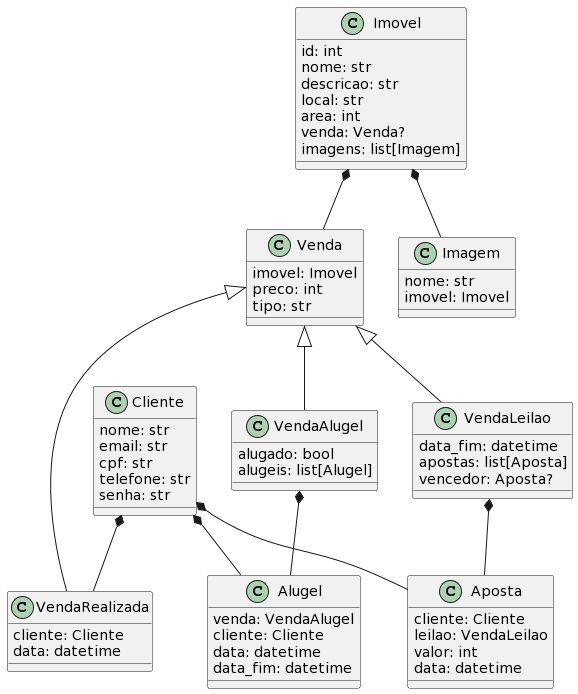 C Imovel
id: int
nome: str
descricao: str
local: str
area: int
venda: Venda?
imagens: list[Imagem]
C Venda
imovel: Imovel
preco: int
tipo: str
C Imagem
nome: str
imovel: Imovel
C Cliente
nome: str
email: str
cpf: str
telefone: str
senha: str
C VendaAlugel
alugado: bool
alugeis: list[Alugel]
C VendaLeilao
data_fim: datetime
apostas: list[Aposta]
vencedor: Aposta?
C VendaRealizada
cliente: Cliente
data: datetime
C Alugel
venda: VendaAlugel
cliente: Cliente
data: datetime
data_fim: datetime
C Aposta
cliente: Cliente
leilao: VendaLeilao
valor: int
data: datetime